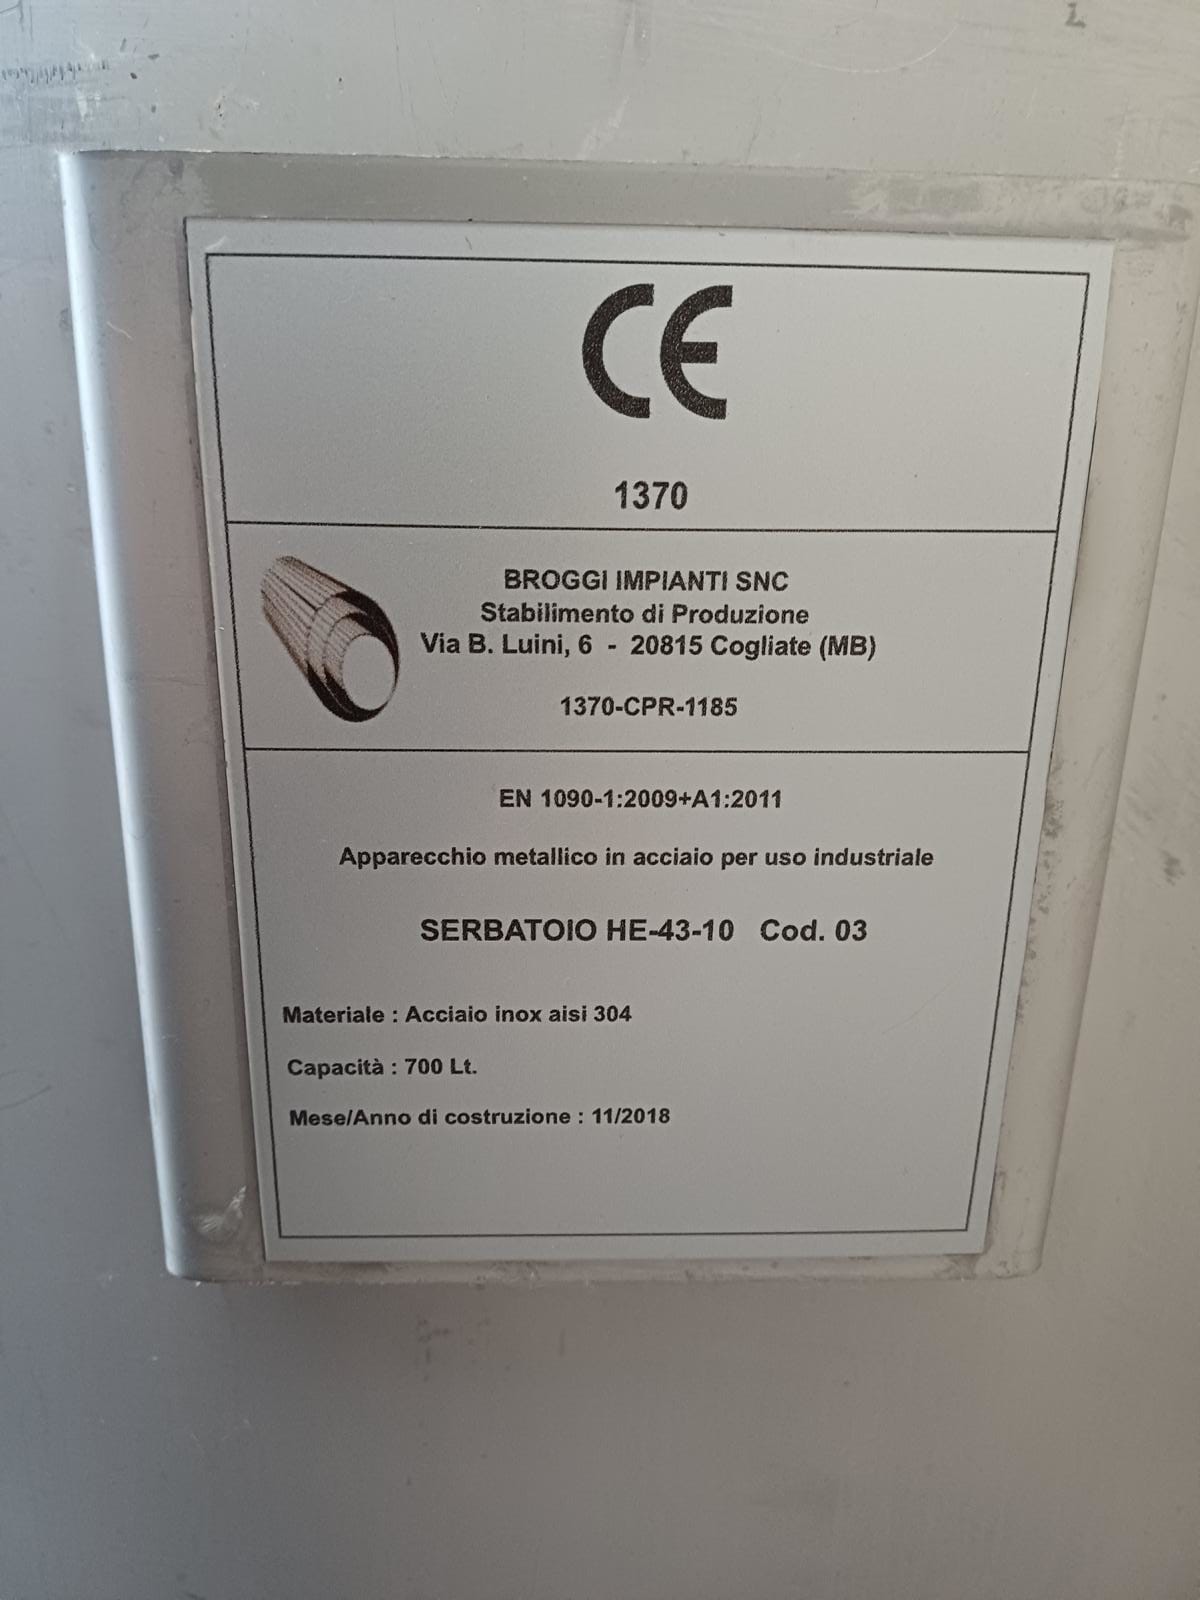 CE
1370
BROGGI IMPIANTI SNC
Stabilimento di Produzione
Via B. Luini, 6 - 20815 Cogliate (MB)
1370-CPR-1185
EN 1090-1:2009+A1:2011
Apparecchio metallico in acciaio per uso industriale
SERBATOIO HE-43-10 Cod. 03
Materiale : Acciaio inox aisi 304
Capacità : 700 Lt.
Mese/Anno di costruzione : 11/2018